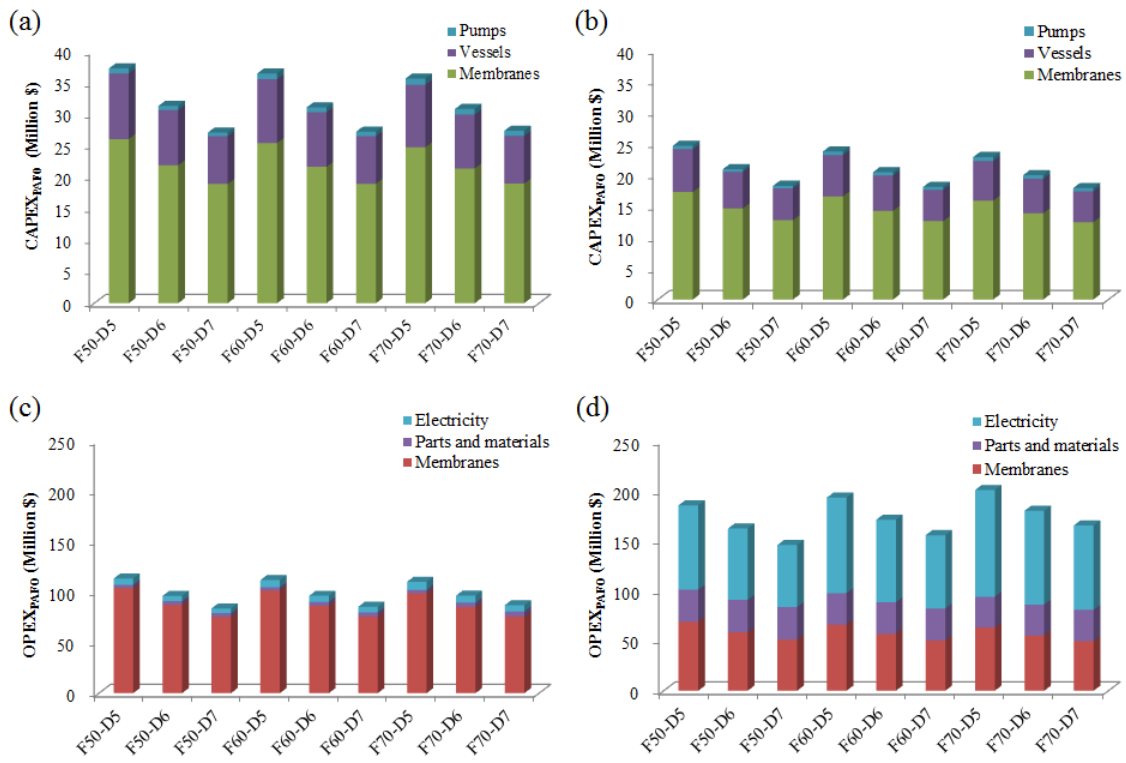 (a)
Pumps
Vessels
Membranes
CAPEXPAFO (Million $)
40
35
30
25
20
15
10
5
0
F50-D5
F50-D6
F50-D7
F60-D5
F60-D6
F60-D7
F70-D5
F70-D6
F70-D7
(b)
Pumps
Vessels
Membranes
CAPEXPAFO (Million $)
40
35
30
25
20
15
10
5
0
F50-D5
F50-D6
F50-D7
F60-D5
F60-D6
F60-D7
F70-D5
F70-D6
F70-D7
(c)
Electricity
Parts and materials
Membranes
OPEXPAFO (Million $)
250
200
150
100
50
0
F50-D5
F50-D6
F50-D7
F60-D5
F60-D6
F60-D7
F70-D5
F70-D6
F70-D7
(d)
Electricity
Parts and materials
Membranes
OPEXPAFO (Million $)
250
200
150
100
50
0
F50-D5
F50-D6
F50-D7
F60-D5
F60-D6
F60-D7
F70-D5
F70-D6
F70-D7